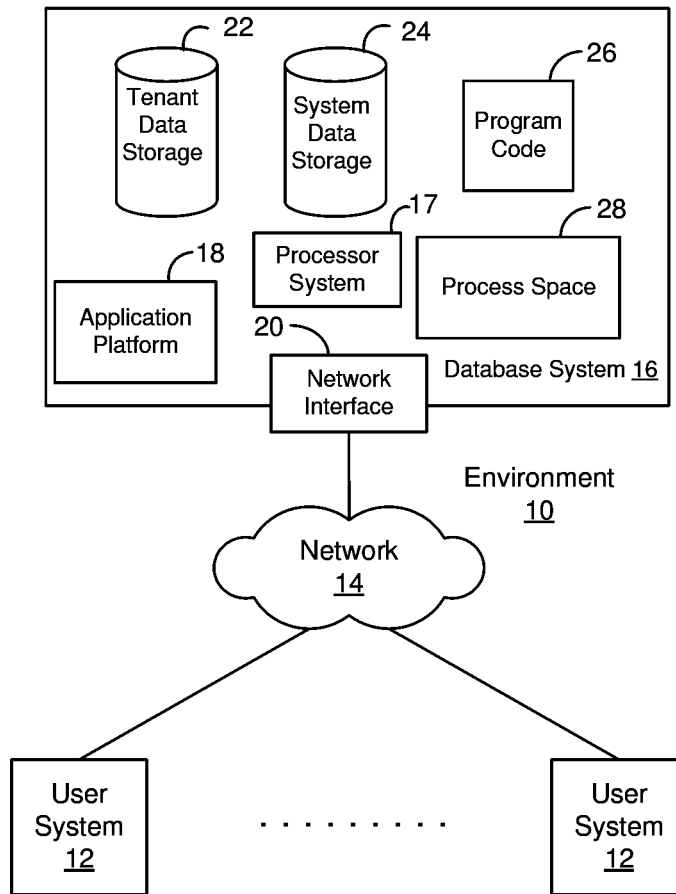 22
24
26
Tenant
Data
Storage
System
Data
Storage
Program
Code
17
28
18
Processor
System
Process Space
Application
Platform
20
Network
Interface
Database System 16
Environment
10
Network
14
User
System
12
. . . . . . . . .
User
System
12